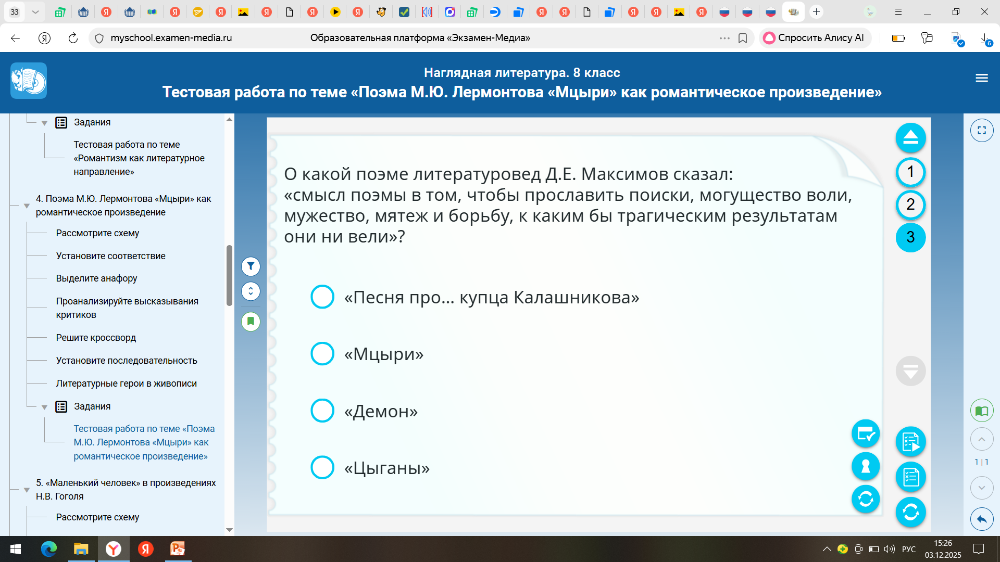 33
myschool.examen-media.ru
Образовательная платформа «Экзамен-Медиа»
Спросить Алису AI
6
Наглядная литература. 8 класс
Тестовая работа по теме «Поэма М.Ю. Лермонтова «Мцыри» как романтическое произведение»
Задания
Тестовая работа по теме
«Романтизм как литературное
направление»
4. Поэма М.Ю. Лермонтова «Мцыри» как
романтическое произведение
Рассмотрите схему
Установите соответствие
Выделите анафору
Проанализируйте высказывания
критиков
Решите кроссворд
Установите последовательность
Литературные герои в живописи
Задания
Тестовая работа по теме «Поэма
М.Ю. Лермонтова «Мцыри» как
романтическое произведение»
5. «Маленький человек» в произведениях
Н.В. Гоголя
Рассмотрите схему
О какой поэме литературовед Д.Е. Максимов сказал:
«смысл поэмы в том, чтобы прославить поиски, могущество воли,
мужество, мятеж и борьбу, к каким бы трагическим результатам
они ни вели»?
«Песня про... купца Калашникова»
«Мцыри»
«Демон»
«Цыганы»
1
2
3
1 | 1
РУС
15:26
03.12.2025